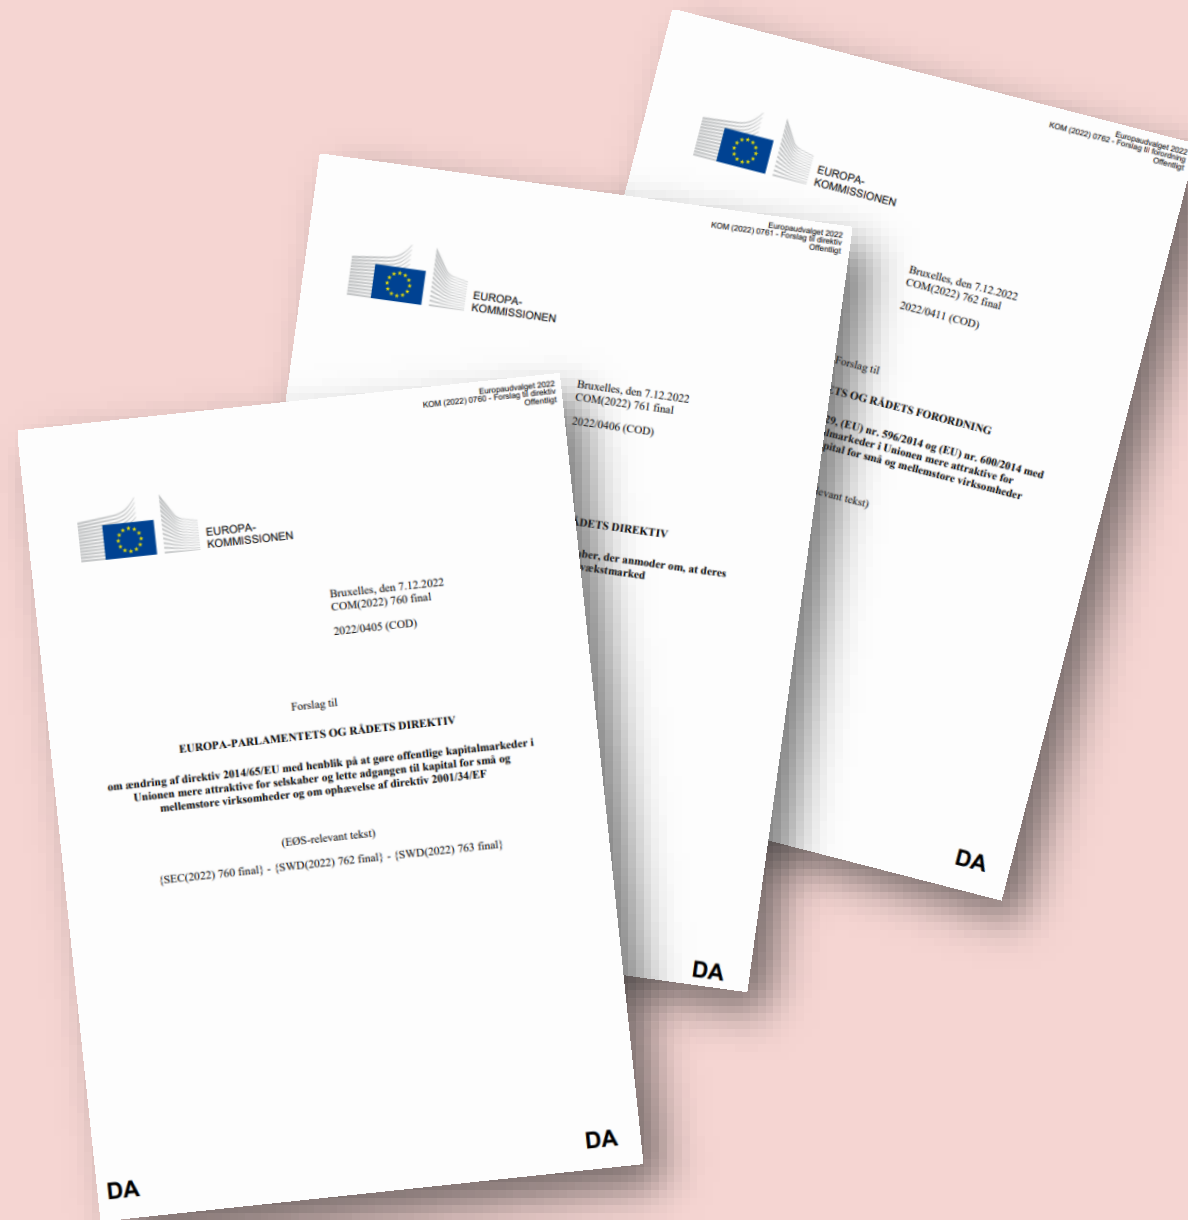 Europaudvalget 2022
KOM (2022) 0762 - Forslag til forordning
Offentligt
EUROPA-
KOMMISSIONEN
Bruxelles, den 7.12.2022
COM(2022) 762 final
2022/0411 (COD)
Forslag til
OG RÅDETS FORORDNING
(EU) nr. 596/2014 og (EU) nr. 600/2014 med
i Unionen mere attraktive for
for små og mellemstore virksomheder
tekst)
DA
Europaudvalget 2022
KOM (2022) 0761 - Forslag til direktiv
Offentligt
EUROPA-
KOMMISSIONEN
Bruxelles, den 7.12.2022
COM(2022) 761 final
2022/0406 (COD)
DIREKTIV
der anmoder om, at deres
vækstmarked
DA
Europaudvalget 2022
KOM (2022) 0760 - Forslag til direktiv
Offentligt
EUROPA-
KOMMISSIONEN
Bruxelles, den 7.12.2022
COM(2022) 760 final
2022/0405 (COD)
Forslag til
EUROPA-PARLAMENTETS OG RÅDETS DIREKTIV
om ændring af direktiv 2014/65/EU med henblik på at gøre offentlige kapitalmarkeder i
Unionen mere attraktive for selskaber og lette adgangen til kapital for små og
mellemstore virksomheder og om ophævelse af direktiv 2001/34/EF
(EØS-relevant tekst)
{SEC(2022) 760 final} - {SWD(2022) 762 final} - {SWD(2022) 763 final}
DA
DA